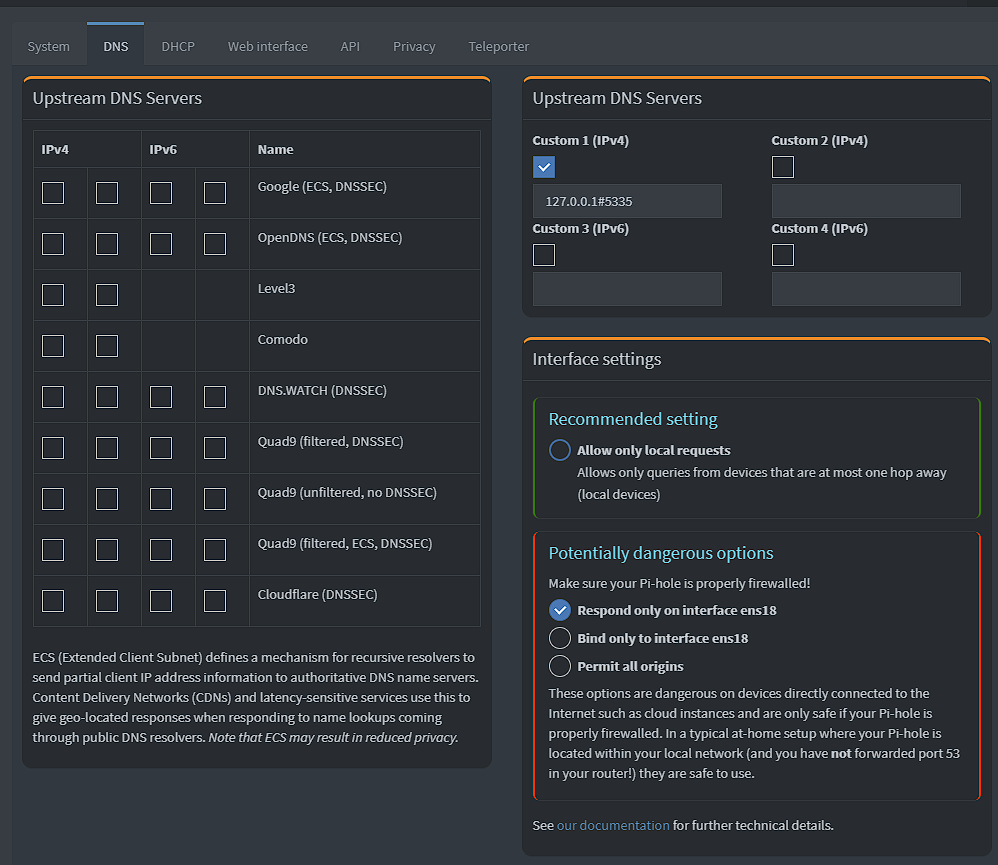 System DNS DHCP Web interface API Privacy Teleporter
Upstream DNS Servers
IPv4 IPv6 Name
Google (ECS, DNSSEC)
OpenDNS (ECS, DNSSEC)
Level3
Comodo
DNS.WATCH (DNSSEC)
Quad9 (filtered, DNSSEC)
Quad9 (unfiltered, no DNSSEC)
Quad9 (filtered, ECS, DNSSEC)
Cloudflare (DNSSEC)
ECS (Extended Client Subnet) defines a mechanism for recursive resolvers to
send partial client IP address information to authoritative DNS name servers.
Content Delivery Networks (CDNs) and latency-sensitive services use this to
give geo-located responses when responding to name lookups coming
through public DNS resolvers. Note that ECS may result in reduced privacy.
Upstream DNS Servers
Custom 1 (IPv4) Custom 2 (IPv4)
127.0.0.1#5335
Custom 3 (IPv6) Custom 4 (IPv6)
Interface settings
Recommended setting
Allow only local requests
Allows only queries from devices that are at most one hop away
(local devices)
Potentially dangerous options
Make sure your Pi-hole is properly firewalled!
Respond only on interface ens18
Bind only to interface ens18
Permit all origins
These options are dangerous on devices directly connected to the
Internet such as cloud instances and are only safe if your Pi-hole is
properly firewalled. In a typical at-home setup where your Pi-hole is
located within your local network (and you have not forwarded port 53
in your router!) they are safe to use.
See our documentation for further technical details.